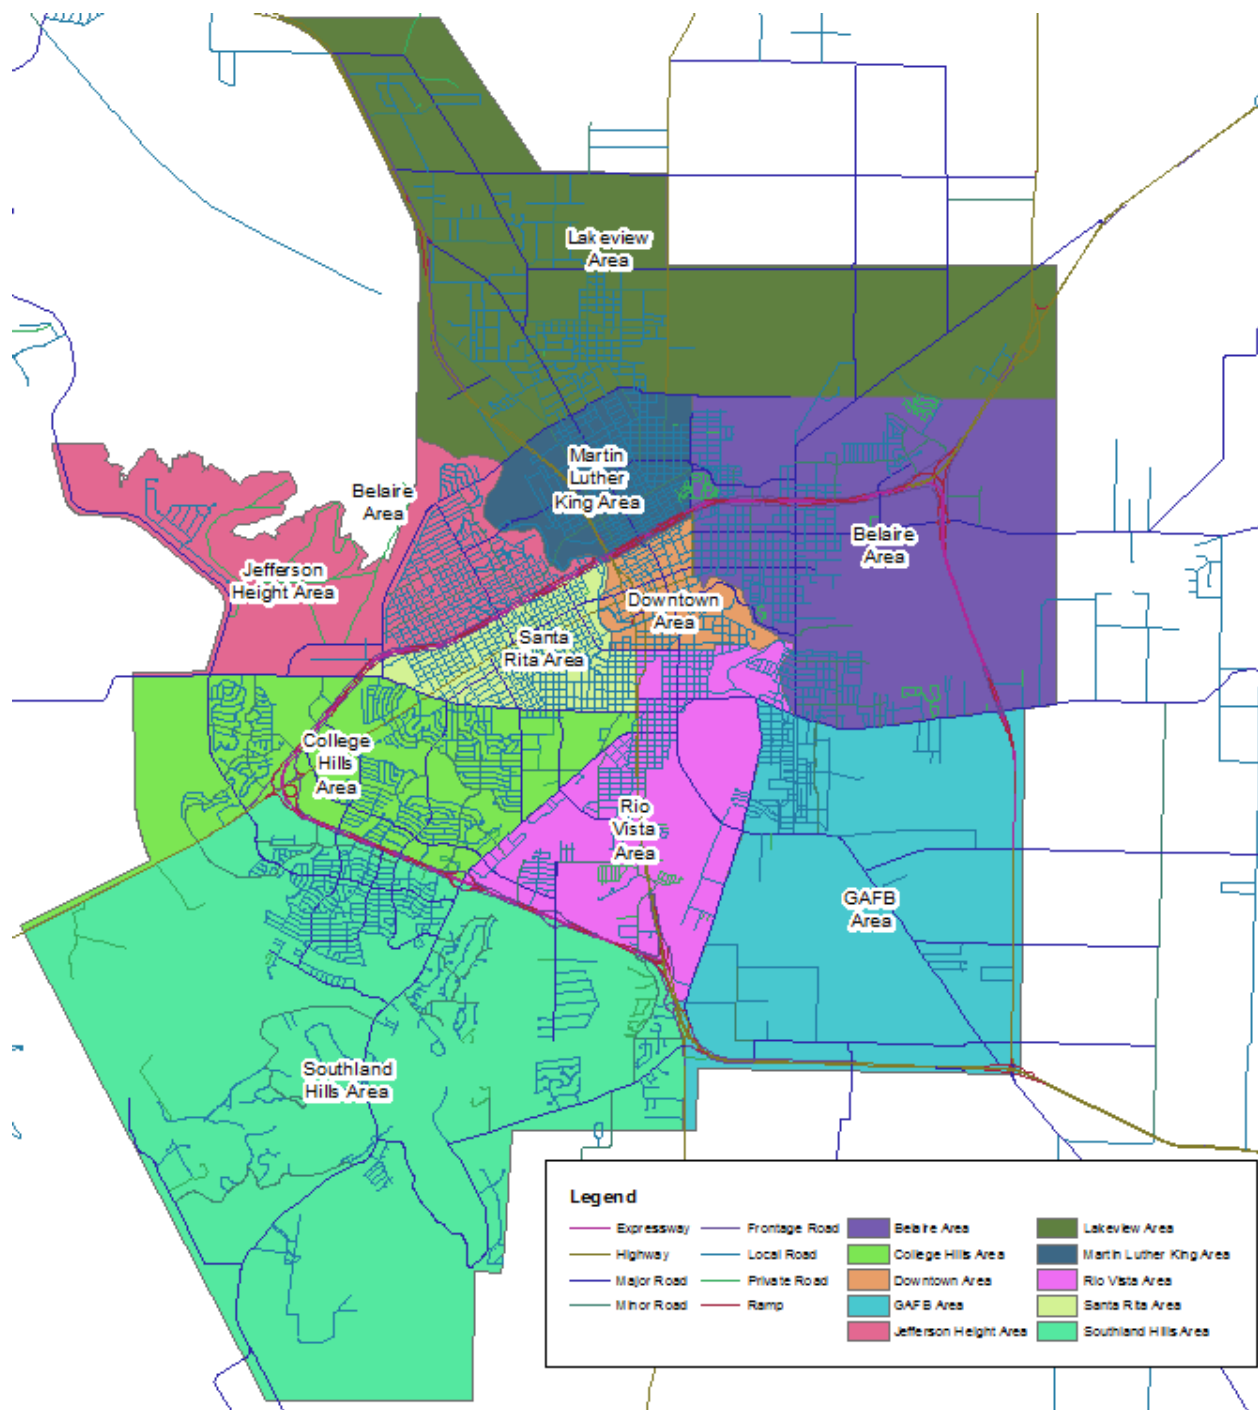 Lakeview
Area
Martin
Luther
King Area
Belaire
Area
Belaire
Area
Jefferson
Height Area
Downtown
Area
Santa
Rita Area
College
Hills
Area
Rio
Vista
Area
GAFB
Area
Southland
Hills Area
Legend
Expressway
Highway
Major Road
Minor Road
Frontage Road
Local Road
Private Road
Ramp
Belaire Area
College Hills Area
Downtown Area
GAFB Area
Jefferson Height Area
Lakeview Area
Martin Luther King Area
Rio Vista Area
Santa Rita Area
Southland Hills Area